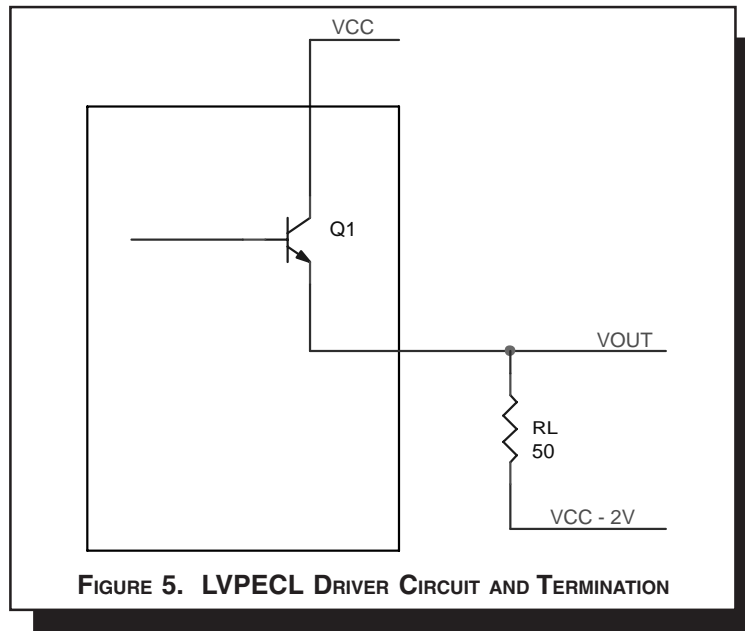 VCC
Q1
VOUT
RL
50
VCC - 2V
FIGURE 5. LVPECL DRIVER CIRCUIT AND TERMINATION